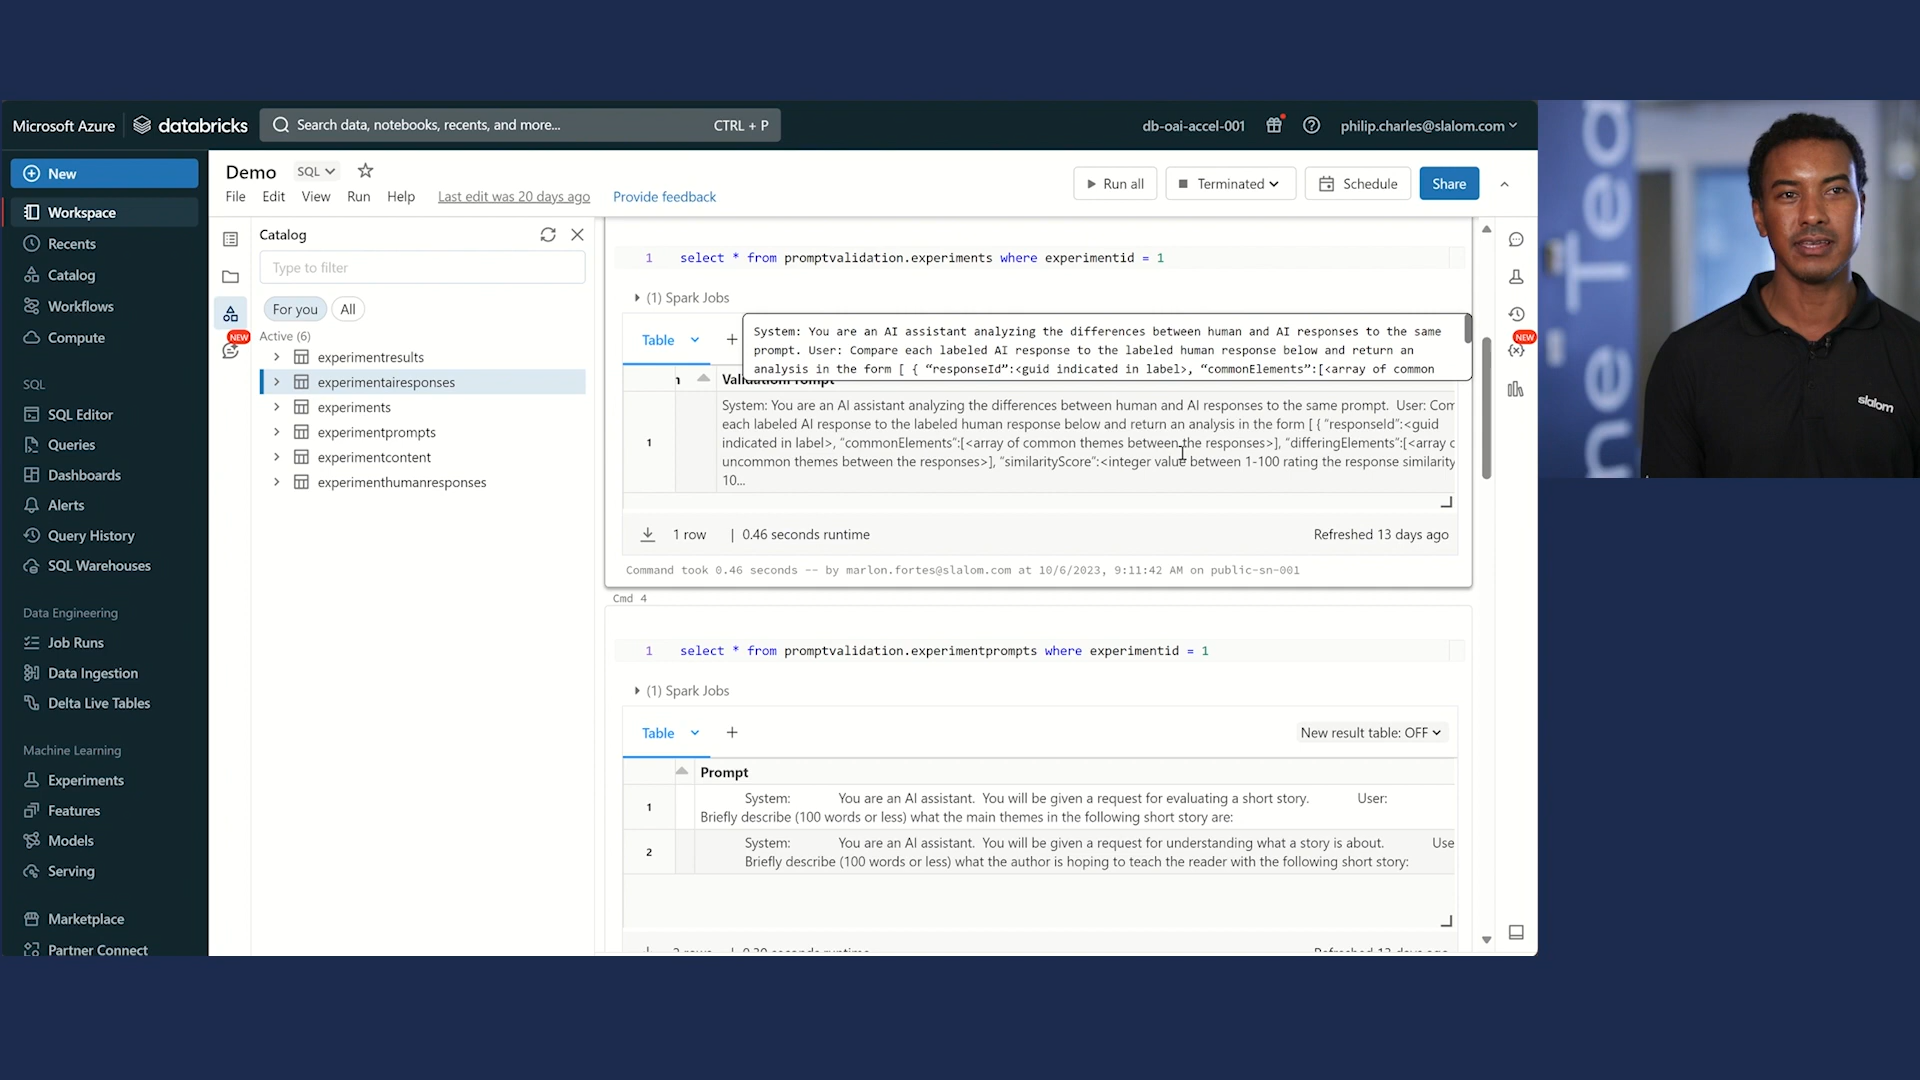 Microsoft Azure databricks Search data, notebooks, recents, and more... CTRL + P db-oai-accel-001 philip.charles@slalom.com
New
Workspace
Recents
Catalog
Workflows
Compute
SQL
SQL Editor
Queries
Dashboards
Alerts
Query History
SQL Warehouses
Data Engineering
Job Runs
Data Ingestion
Delta Live Tables
Machine Learning
Experiments
Features
Models
Serving
Marketplace
Partner Connect
Demo SQL
File Edit View Run Help Last edit was 20 days ago Provide feedback
Run all Terminated Schedule Share
NEW
Catalog
Type to filter
For you All
Active (6)
experimentresults
experimentairesponses
experiments
experimentprompts
experimentcontent
experimenthumanresponses
1 select * from promptvalidation.experiments where experimentid = 1
(1) Spark Jobs
Table +
System: You are an AI assistant analyzing the differences between human and AI responses to the same
prompt. User: Compare each labeled AI response to the labeled human response below and return an
analysis in the form [ { “responseId”:<guid indicated in label>, “commonElements”:[<array of common
ValidationPrompt
1
System: You are an AI assistant analyzing the differences between human and AI responses to the same prompt. User: Com
each labeled AI response to the labeled human response below and return an analysis in the form [ { “responseId”:<guid
indicated in label>, “commonElements”:[<array of common themes between the responses>], “differingElements”:[<array c
uncommon themes between the responses>], “similarityScore”:<integer value between 1-100 rating the response similarity
10...
1 row | 0.46 seconds runtime Refreshed 13 days ago
Command took 0.46 seconds -- by marlon.fortes@slalom.com at 10/6/2023, 9:11:42 AM on public-sn-001
Cmd 4
1 select * from promptvalidation.experimentprompts where experimentid = 1
(1) Spark Jobs
Table + New result table: OFF
Prompt
1 System: You are an AI assistant. You will be given a request for evaluating a short story. User:
Briefly describe (100 words or less) what the main themes in the following short story are:
2 System: You are an AI assistant. You will be given a request for understanding what a story is about. Use
Briefly describe (100 words or less) what the author is hoping to teach the reader with the following short story:
NEW
ne Tea
slalom